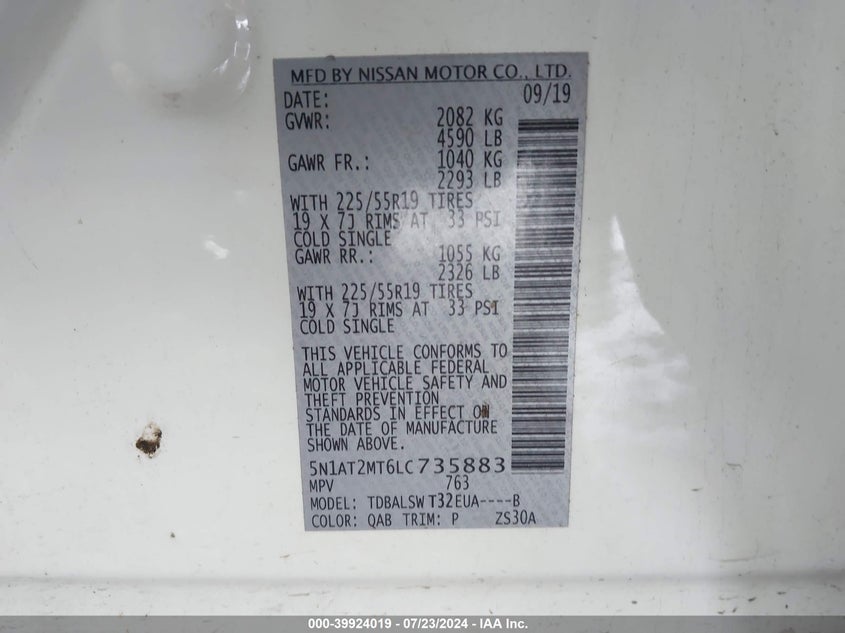 MFD BY NISSAN MOTOR CO., LTD.
DATE: 09/19
GVWR: 2082 KG
4590 LB
GAWR FR.: 1040 KG
2293 LB
WITH 225/55R19 TIRES
19 X 7J RIMS AT 33 PSI
COLD SINGLE
GAWR RR.: 1055 KG
2326 LB
WITH 225/55R19 TIRES
19 X 7J RIMS AT 33 PSI
COLD SINGLE
THIS VEHICLE CONFORMS TO
ALL APPLICABLE FEDERAL
MOTOR VEHICLE SAFETY AND
THEFT PREVENTION
STANDARDS IN EFFECT ON
THE DATE OF MANUFACTURE
SHOWN ABOVE.
5N1AT2MT6LC735883
MPV 763
MODEL: TDBALSW T32EUA----B
COLOR: QAB TRIM: P ZS30A
000-39924019 - 07/23/2024 - IAA Inc.